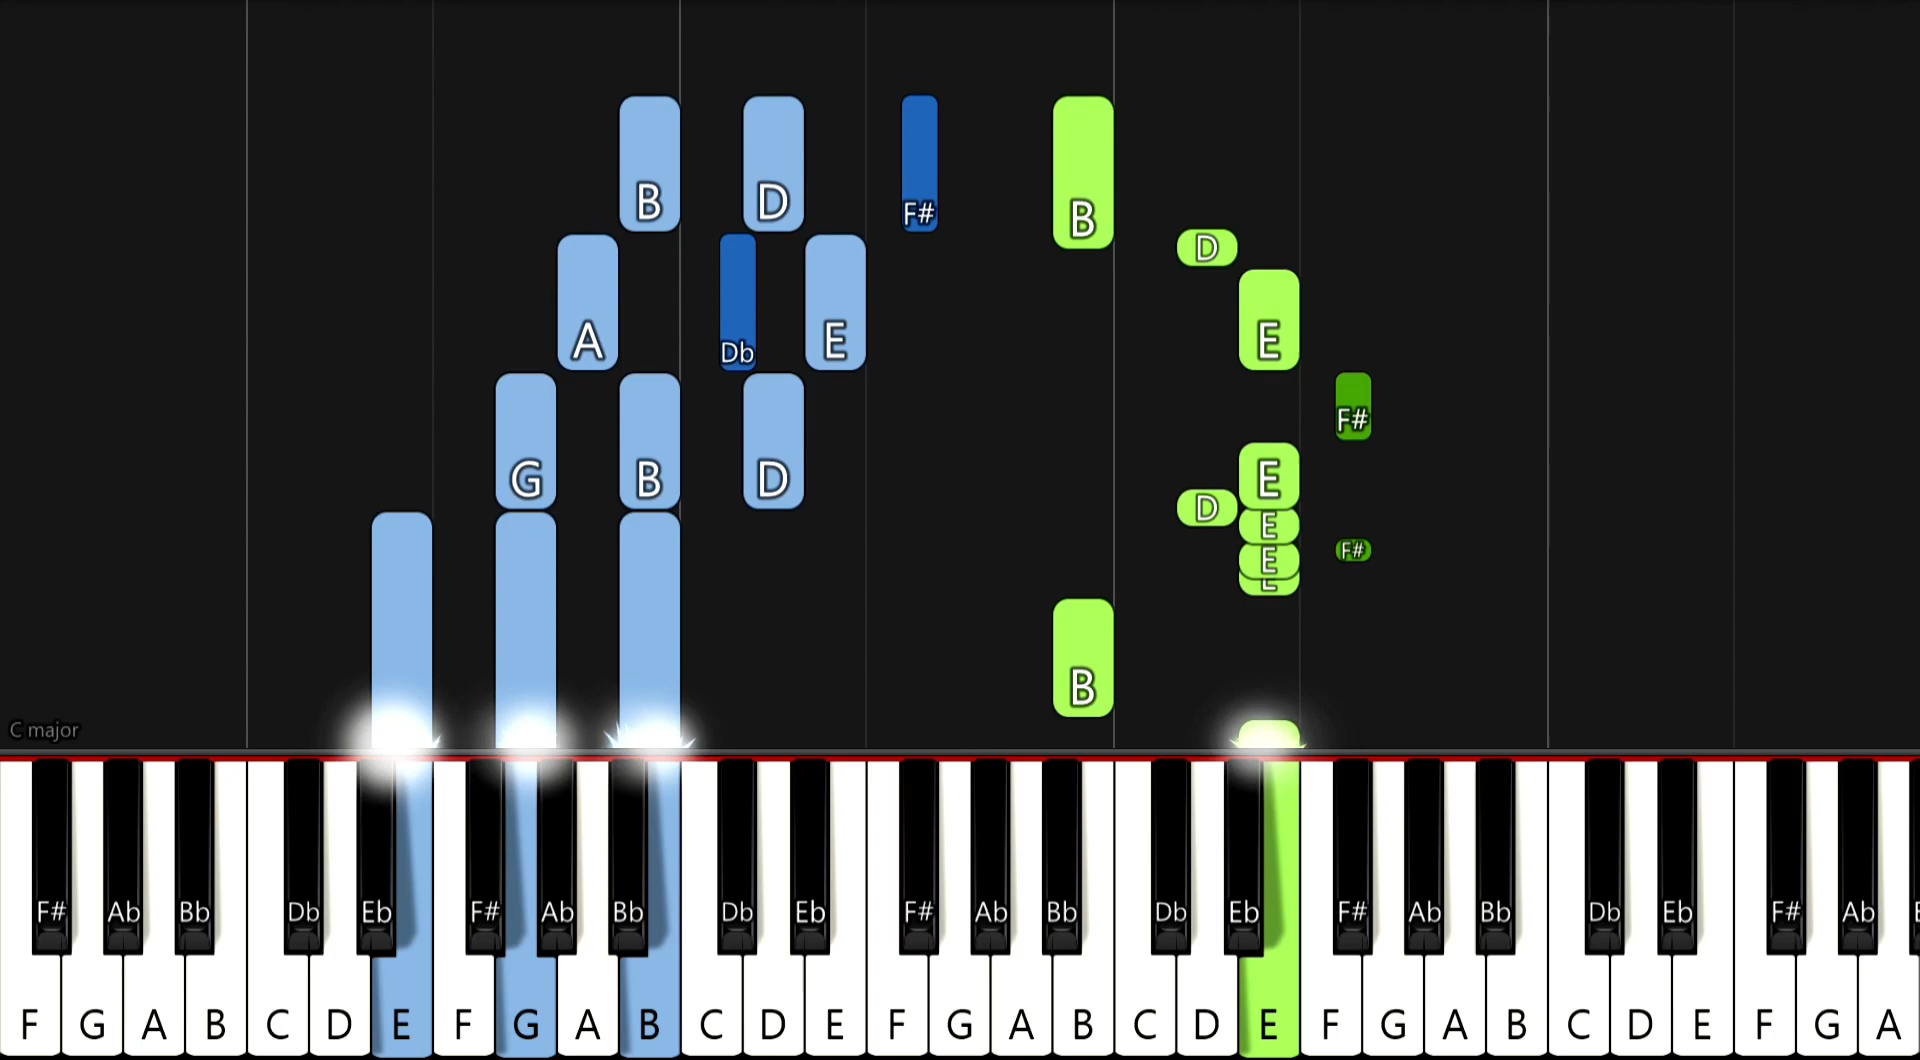 B D F# B
D
A Db E E
F#
G B D E
D
E
F#
E
E
B
C major
F# Ab Bb Db Eb F# Ab Bb Db Eb F# Ab Bb Db Eb F# Ab Bb Db Eb F# Ab
F G A B C D E F G A B C D E F G A B C D E F G A B C D E F G A